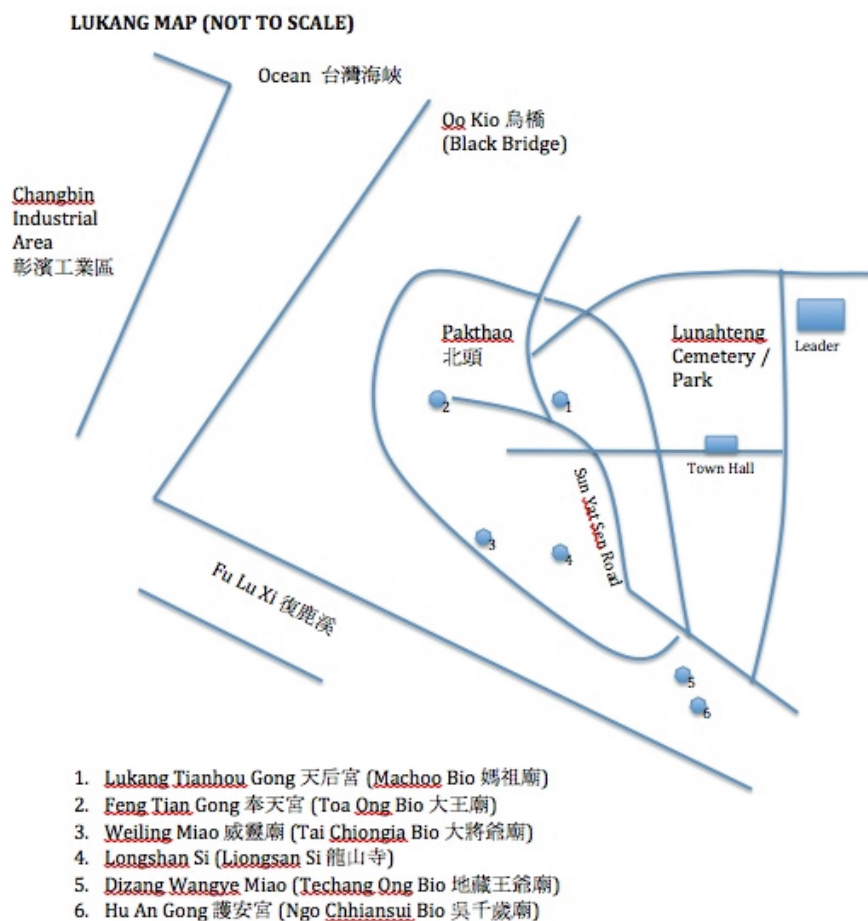 LUKANG MAP (NOT TO SCALE)
Ocean 台灣海峽
Oo Kio 烏橋
(Black Bridge)
Changbin
Industrial
Area
彰濱工業區
Pakthao
北頭
Lunahteng
Cemetery /
Park
Leader
2
1
Town Hall
Sun Yat Sen Road
3
4
Fu Lu Xi 復鹿溪
5
6
1. Lukang Tianhou Gong 天后宮 (Machoo Bio 媽祖廟)
2. Feng Tian Gong 奉天宮 (Toa Ong Bio 大王廟)
3. Weiling Miao 威靈廟 (Tai Chiongia Bio 大將爺廟)
4. Longshan Si (Liongsan Si 龍山寺)
5. Dizang Wangye Miao (Techang Ong Bio 地藏王爺廟)
6. Hu An Gong 護安宮 (Ngo Chhiansui Bio 吳千歲廟)